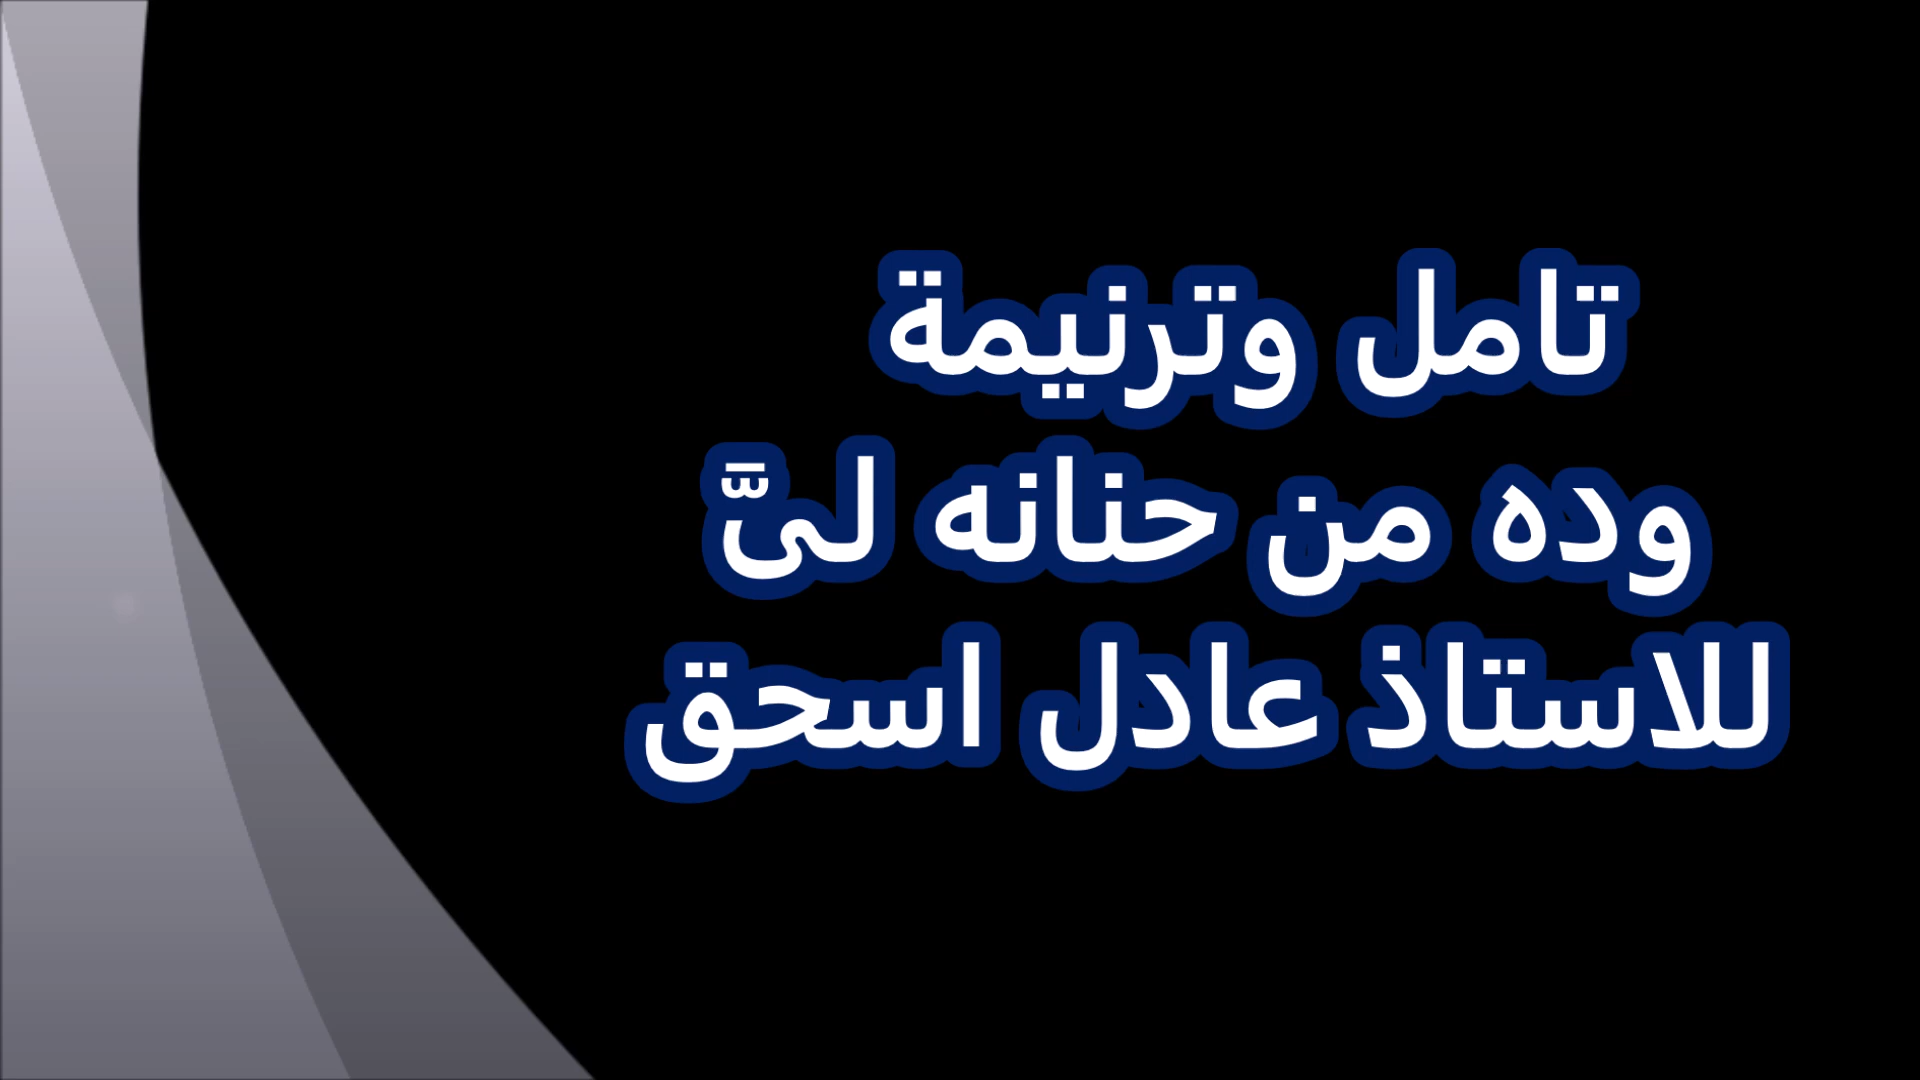 تامل وترنيمة
وده من حنانه لىَّ
للاستاذ عادل اسحق